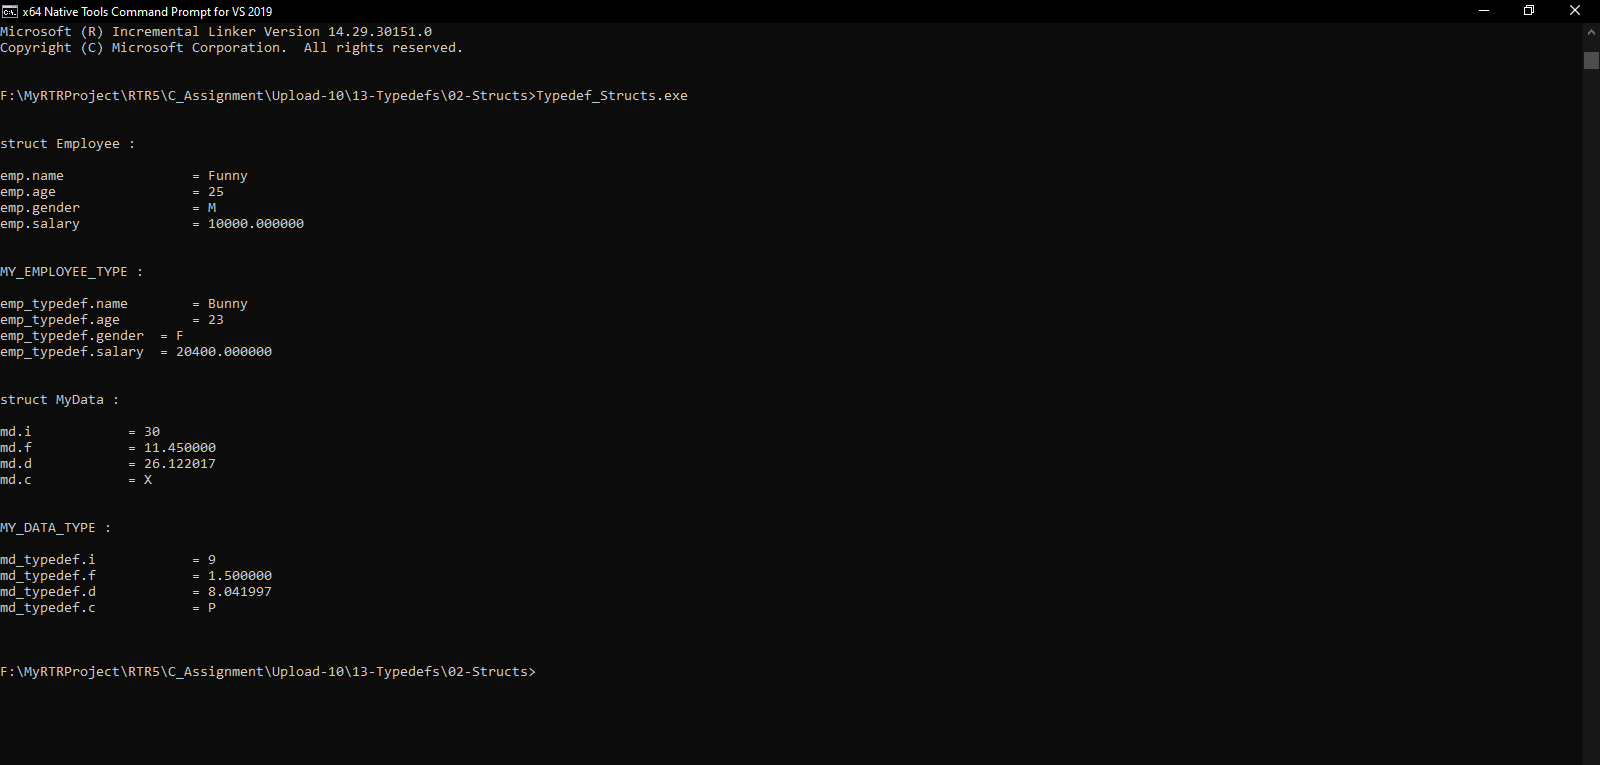 x64 Native Tools Command Prompt for VS 2019
Microsoft (R) Incremental Linker Version 14.29.30151.0
Copyright (C) Microsoft Corporation.  All rights reserved.
F:\MyRTRProject\RTR5\C_Assignment\Upload-10\13-Typedefs\02-Structs>Typedef_Structs.exe
struct Employee :
emp.name                = Funny
emp.age                 = 25
emp.gender              = M
emp.salary              = 10000.000000
MY_EMPLOYEE_TYPE :
emp_typedef.name        = Bunny
emp_typedef.age         = 23
emp_typedef.gender  = F
emp_typedef.salary  = 20400.000000
struct MyData :
md.i            = 30
md.f            = 11.450000
md.d            = 26.122017
md.c            = X
MY_DATA_TYPE :
md_typedef.i            = 9
md_typedef.f            = 1.500000
md_typedef.d            = 8.041997
md_typedef.c            = P
F:\MyRTRProject\RTR5\C_Assignment\Upload-10\13-Typedefs\02-Structs>